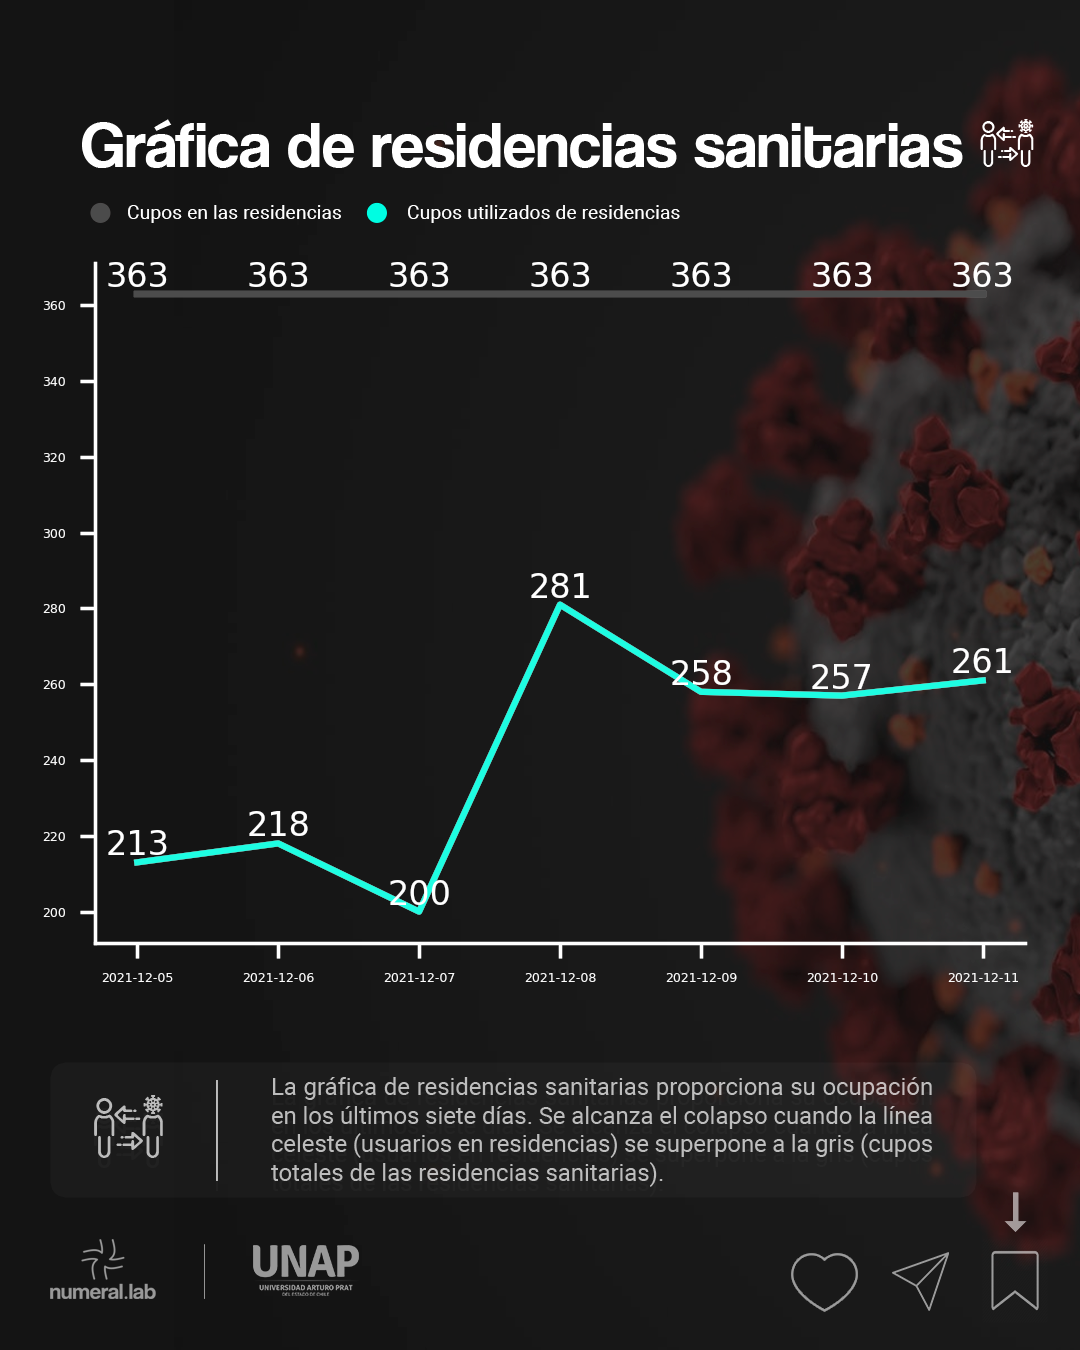 Gráfica de residencias sanitarias
Cupos en las residencias Cupos utilizados de residencias
363 363 363 363 363 363 363
360
340
320
300
280
260
240
220
200
281
258 257 261
213 218 200
2021-12-05 2021-12-06 2021-12-07 2021-12-08 2021-12-09 2021-12-10 2021-12-11
La gráfica de residencias sanitarias proporciona su ocupación
en los últimos siete días. Se alcanza el colapso cuando la línea
celeste (usuarios en residencias) se superpone a la gris (cupos
totales de las residencias sanitarias).
numeral.lab
UNAP
UNIVERSIDAD ARTURO PRAT
DEL ESTADO DE CHILE